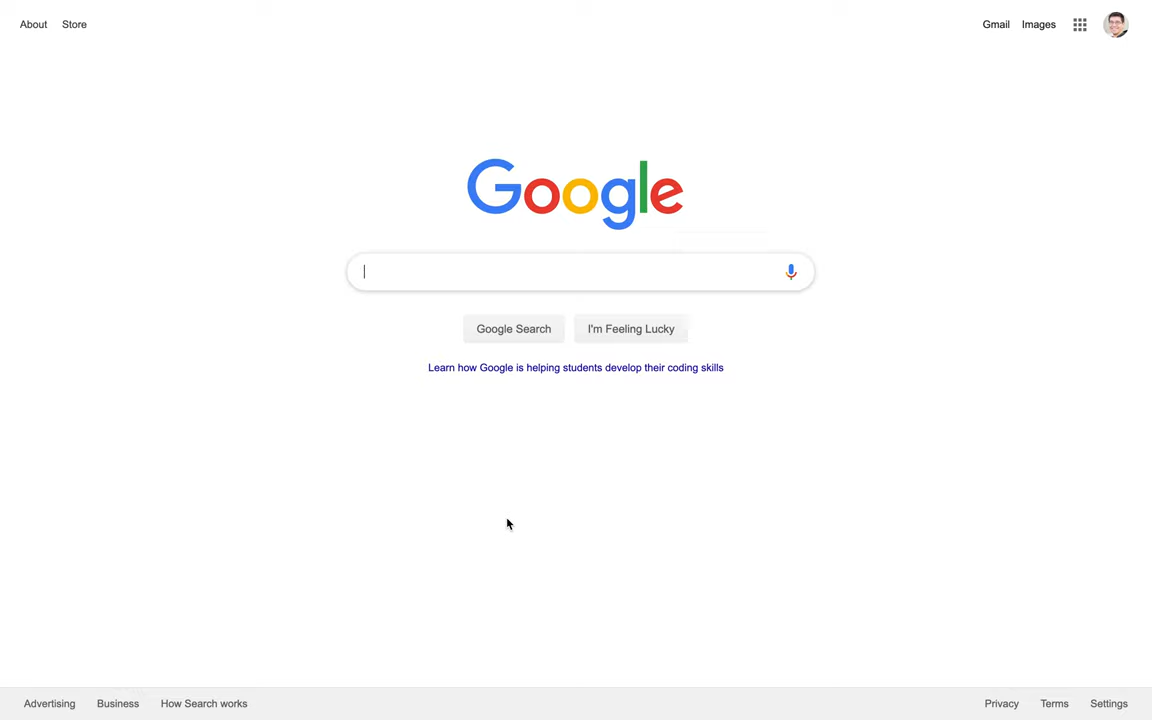 About Store Gmail Images
Google
Google Search I'm Feeling Lucky
Learn how Google is helping students develop their coding skills
Advertising Business How Search works Privacy Terms Settings